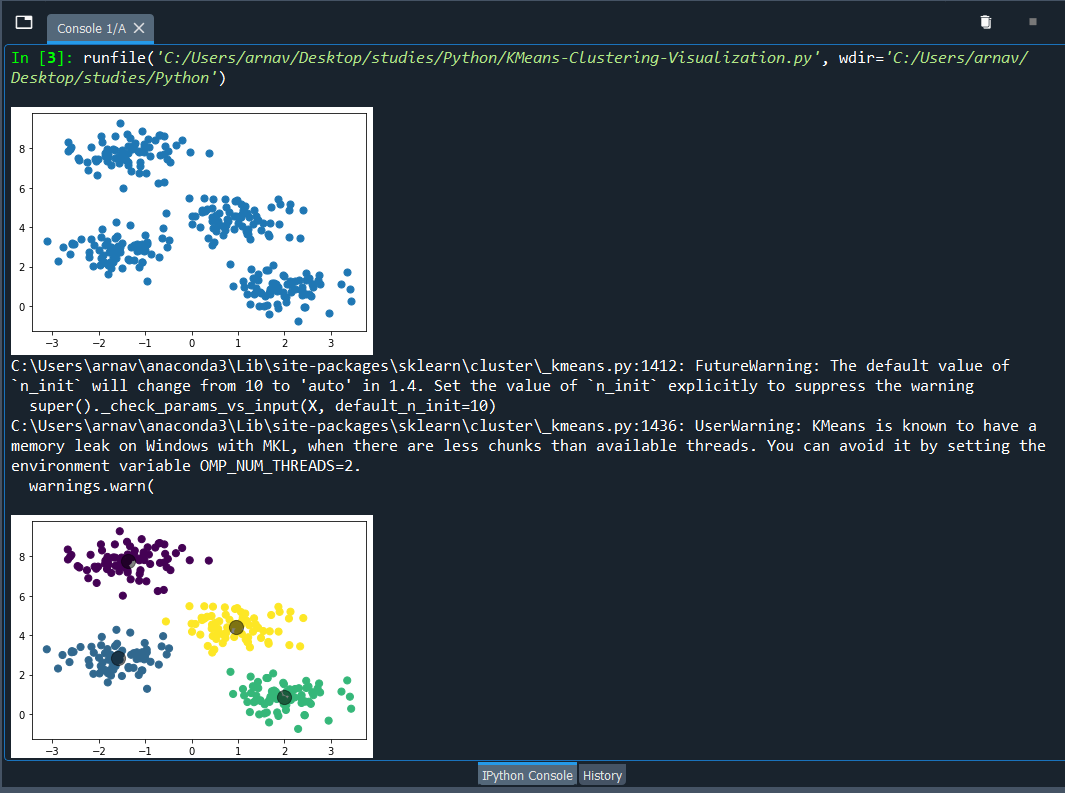 Console 1/A
In [3]: runfile('C:/Users/arnav/Desktop/studies/Python/KMeans-Clustering-Visualization.py', wdir='C:/Users/arnav/
Desktop/studies/Python')
8
6
4
2
0
−3 −2 −1 0 1 2 3
C:\Users\arnav\anaconda3\Lib\site-packages\sklearn\cluster\_kmeans.py:1412: FutureWarning: The default value of
`n_init` will change from 10 to 'auto' in 1.4. Set the value of `n_init` explicitly to suppress the warning
super()._check_params_vs_input(X, default_n_init=10)
C:\Users\arnav\anaconda3\Lib\site-packages\sklearn\cluster\_kmeans.py:1436: UserWarning: KMeans is known to have a
memory leak on Windows with MKL, when there are less chunks than available threads. You can avoid it by setting the
environment variable OMP_NUM_THREADS=2.
warnings.warn(
8
6
4
2
0
−3 −2 −1 0 1 2 3
IPython Console History